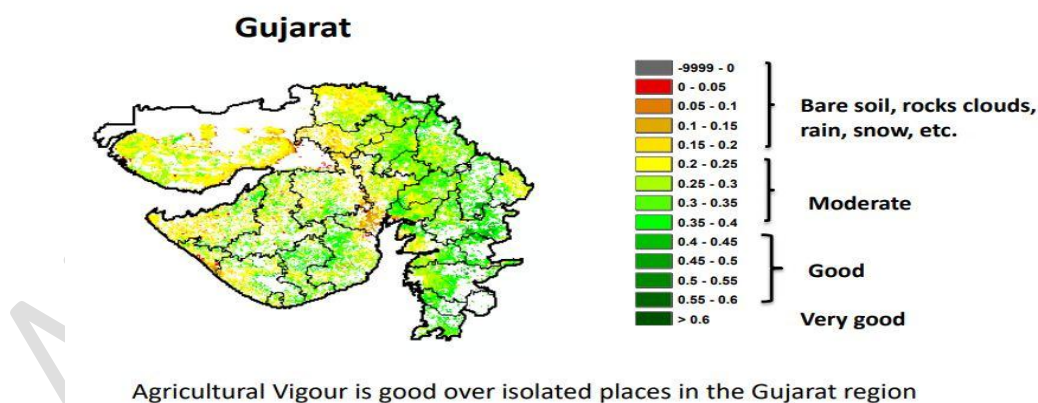 Gujarat
-9999 - 0
0 - 0.05
0.05 - 0.1
0.1 - 0.15
0.15 - 0.2
0.2 - 0.25
0.25 - 0.3
0.3 - 0.35
0.35 - 0.4
0.4 - 0.45
0.45 - 0.5
0.5 - 0.55
0.55 - 0.6
> 0.6
Bare soil, rocks clouds,
rain, snow, etc.
Moderate
Good
Very good
Agricultural Vigour is good over isolated places in the Gujarat region